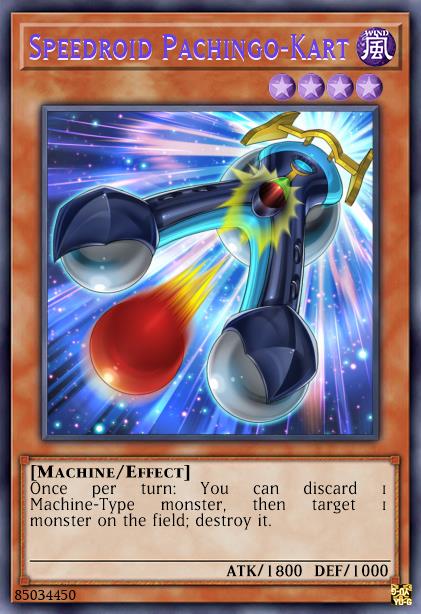 SPEEDROID PACHINGO-KART
WIND
風
[MACHINE/EFFECT]
Once per turn: You can discard 1
Machine-Type monster, then target 1
monster on the field; destroy it.
ATK/1800 DEF/1000
85034450